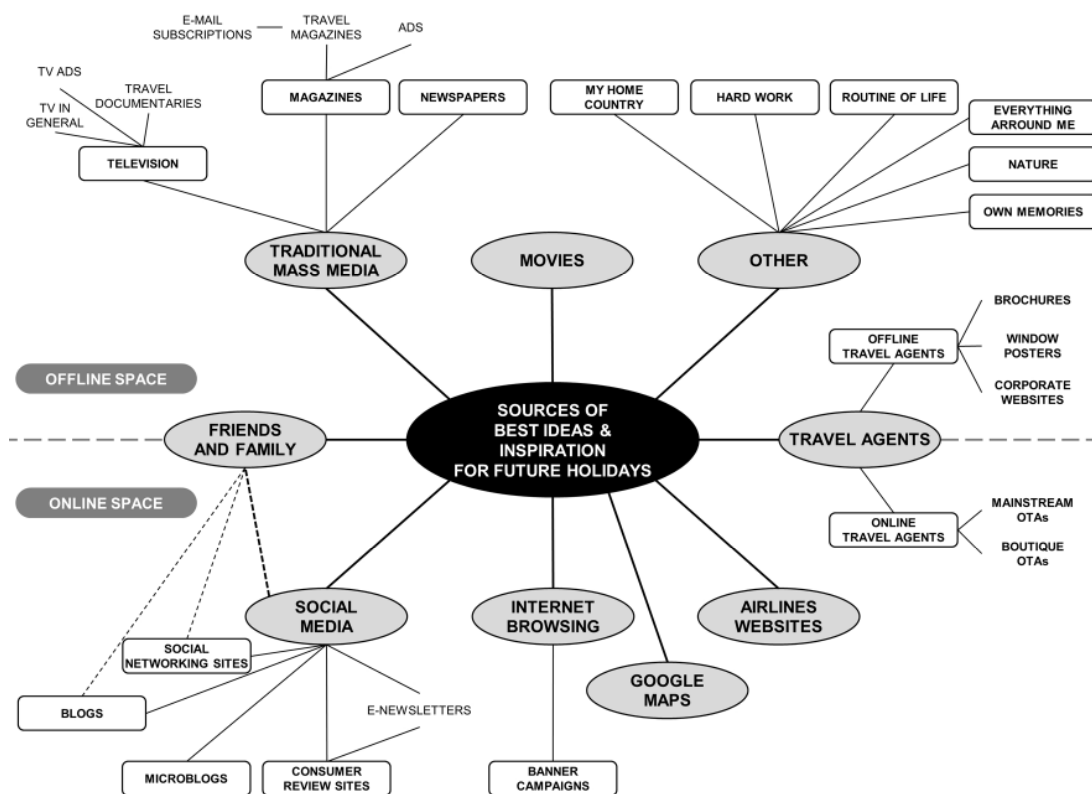 E-MAIL
SUBSCRIPTIONS
TRAVEL
MAGAZINES
ADS
TV ADS
TRAVEL
DOCUMENTARIES
TV IN
GENERAL
TELEVISION
MAGAZINES
NEWSPAPERS
MY HOME
COUNTRY
HARD WORK
ROUTINE OF LIFE
EVERYTHING
ARROUND ME
NATURE
OWN MEMORIES
TRADITIONAL
MASS MEDIA
MOVIES
OTHER
OFFLINE
TRAVEL AGENTS
BROCHURES
WINDOW
POSTERS
CORPORATE
WEBSITES
OFFLINE SPACE
FRIENDS
AND FAMILY
SOURCES OF
BEST IDEAS &
INSPIRATION
FOR FUTURE HOLIDAYS
TRAVEL AGENTS
ONLINE SPACE
ONLINE
TRAVEL AGENTS
MAINSTREAM
OTAs
BOUTIQUE
OTAs
SOCIAL
MEDIA
INTERNET
BROWSING
AIRLINES
WEBSITES
GOOGLE
MAPS
SOCIAL
NETWORKING SITES
BLOGS
E-NEWSLETTERS
MICROBLOGS
CONSUMER
REVIEW SITES
BANNER
CAMPAIGNS